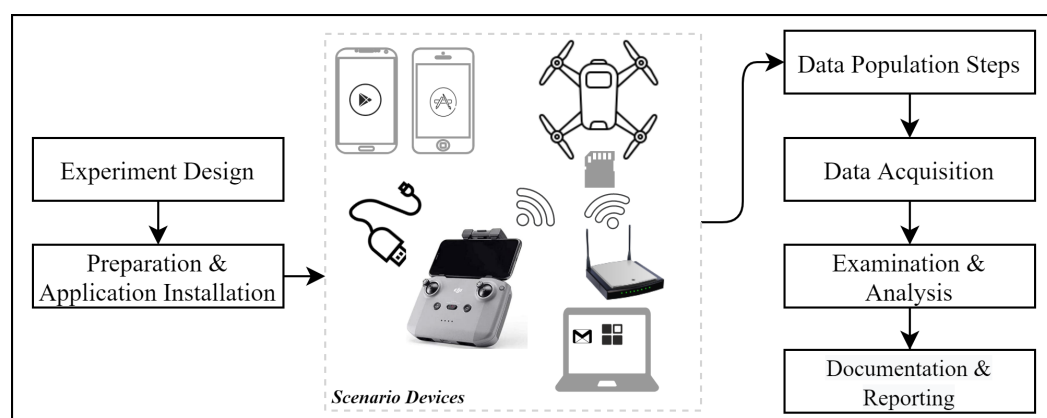 Experiment Design
Preparation &
Application Installation
Scenario Devices
Data Population Steps
Data Acquisition
Examination &
Analysis
Documentation &
Reporting